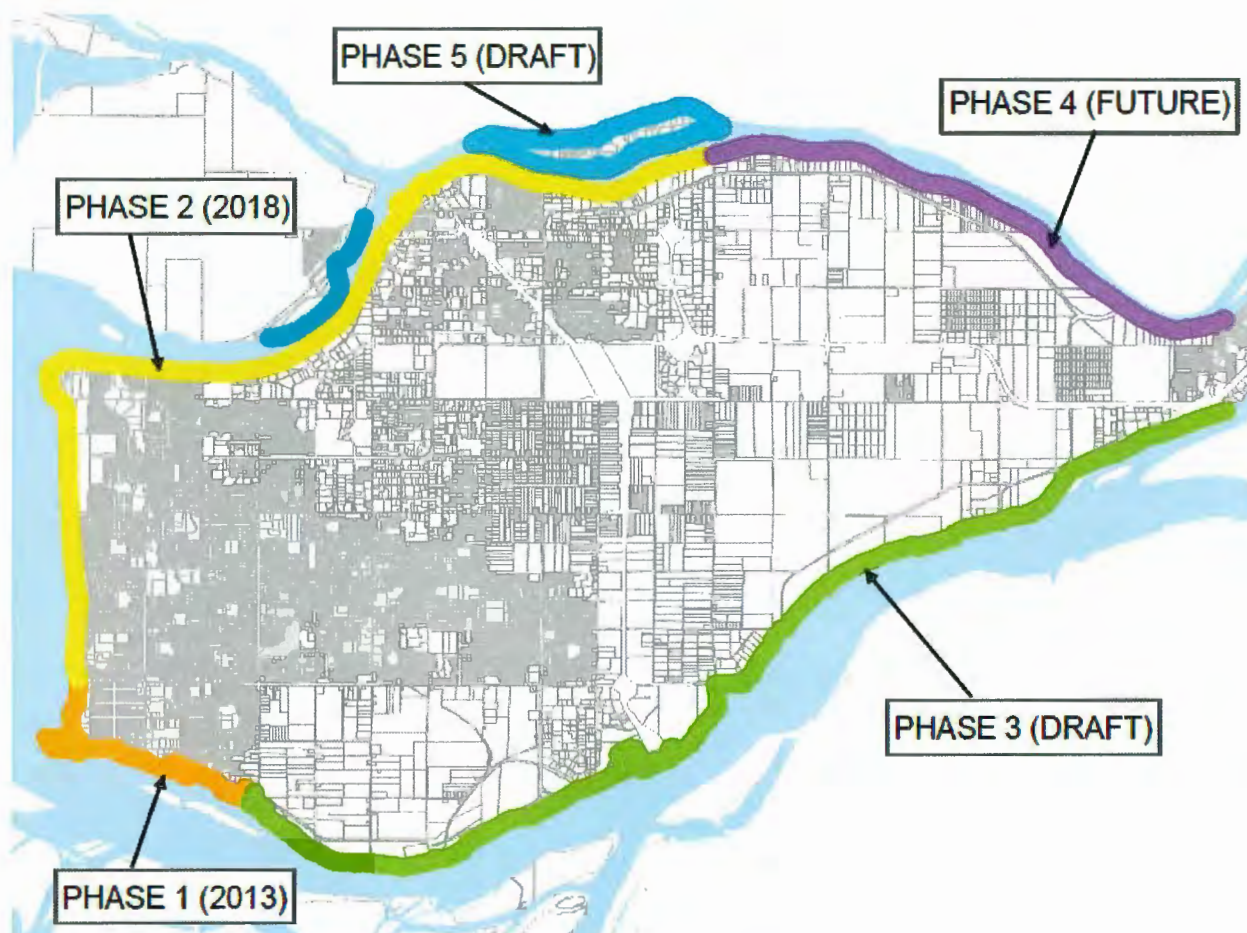 PHASE 5 (DRAFT)
PHASE 4 (FUTURE)
PHASE 2 (2018)
PHASE 3 (DRAFT)
PHASE 1 (2013)